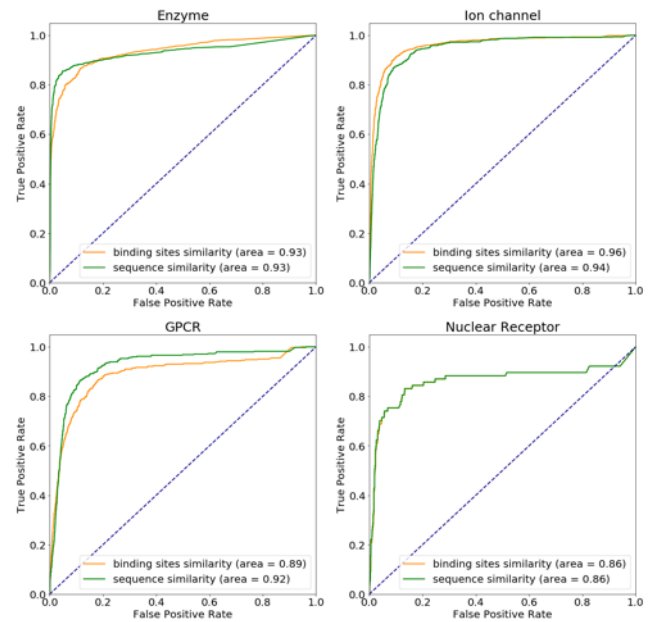 Enzyme
1.0
0.8
0.6
0.4
0.2
0.0
True Positive Rate
binding sites similarity (area = 0.93)
sequence similarity (area = 0.93)
0.0 0.2 0.4 0.6 0.8 1.0
False Positive Rate
Ion channel
1.0
0.8
0.6
0.4
0.2
0.0
True Positive Rate
binding sites similarity (area = 0.96)
sequence similarity (area = 0.94)
0.0 0.2 0.4 0.6 0.8 1.0
False Positive Rate
GPCR
1.0
0.8
0.6
0.4
0.2
0.0
True Positive Rate
binding sites similarity (area = 0.89)
sequence similarity (area = 0.92)
0.0 0.2 0.4 0.6 0.8 1.0
False Positive Rate
Nuclear Receptor
1.0
0.8
0.6
0.4
0.2
0.0
True Positive Rate
binding sites similarity (area = 0.86)
sequence similarity (area = 0.86)
0.0 0.2 0.4 0.6 0.8 1.0
False Positive Rate